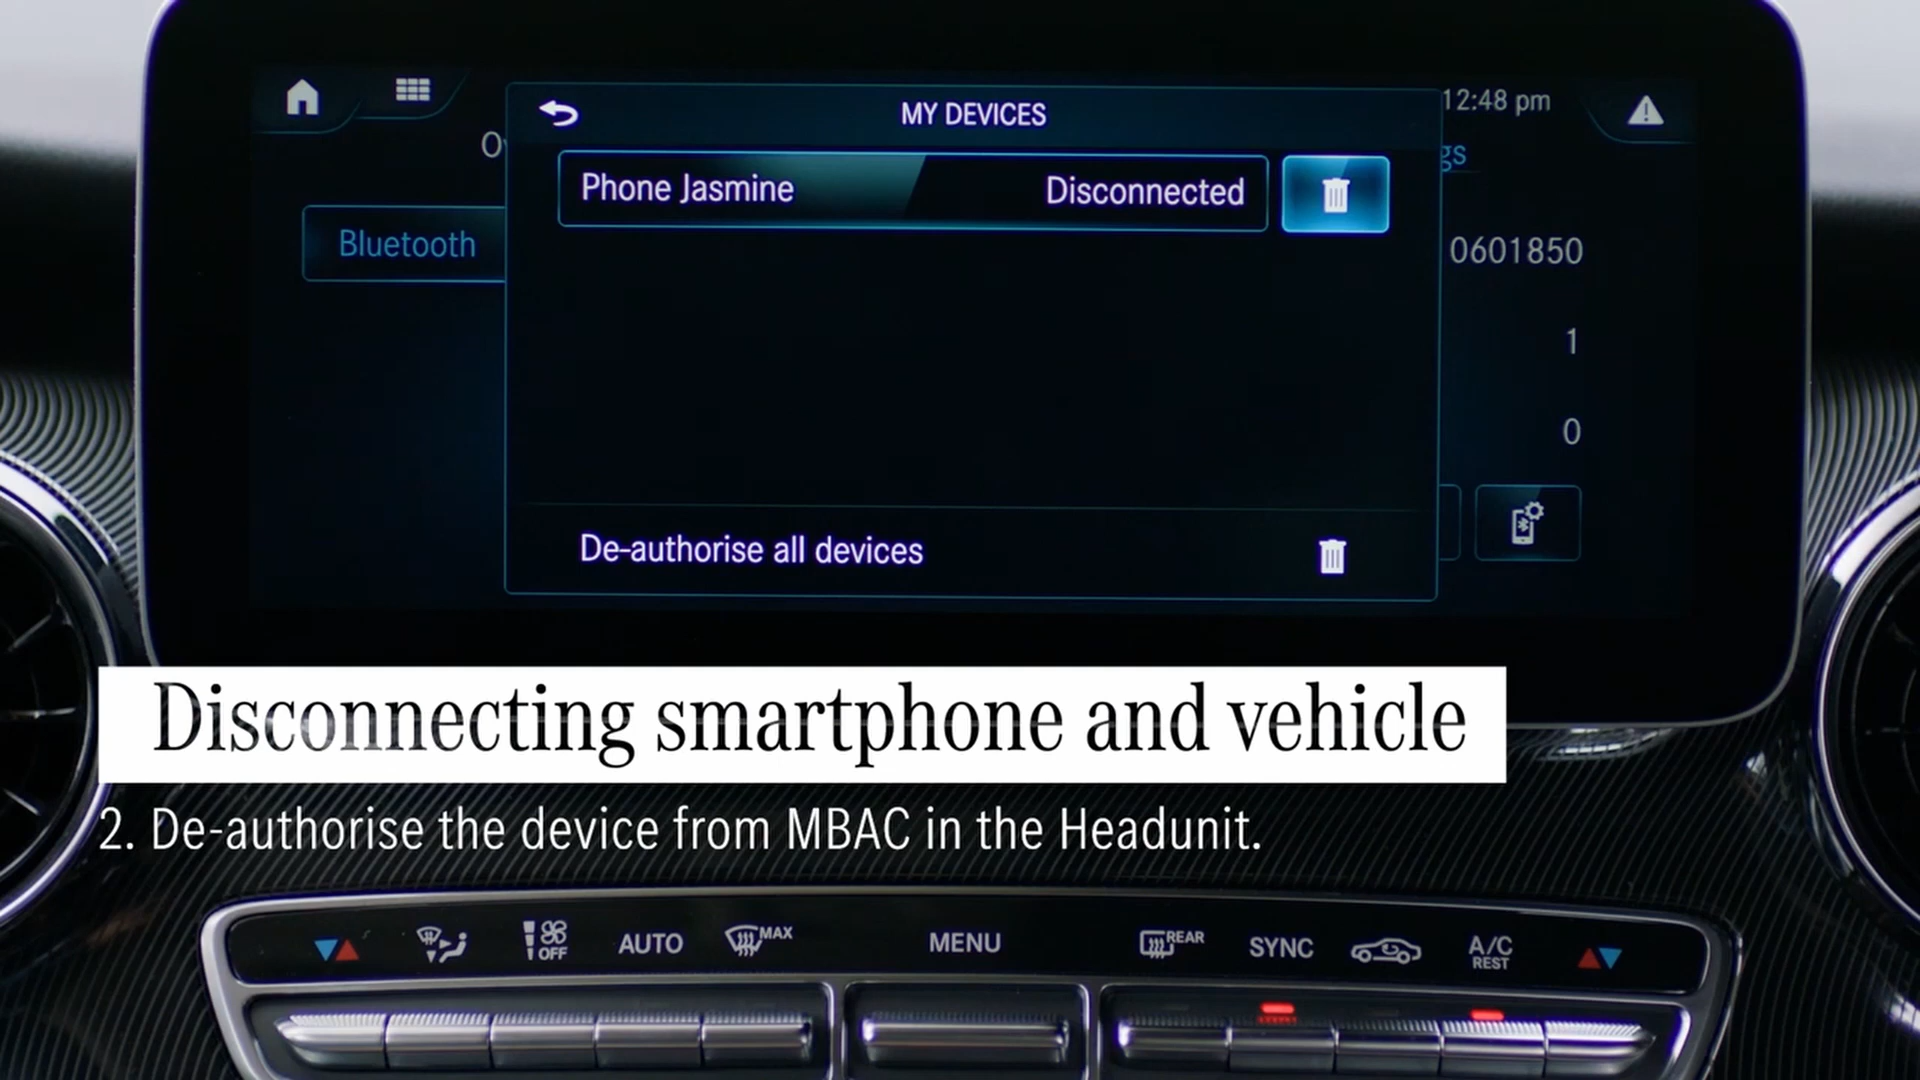 12:48 pm
MY DEVICES
Phone Jasmine Disconnected
Bluetooth
0601850
1
0
De-authorise all devices
Disconnecting smartphone and vehicle
2. De-authorise the device from MBAC in the Headunit.
OFF
AUTO
MAX
MENU
REAR
SYNC
A/C
REST